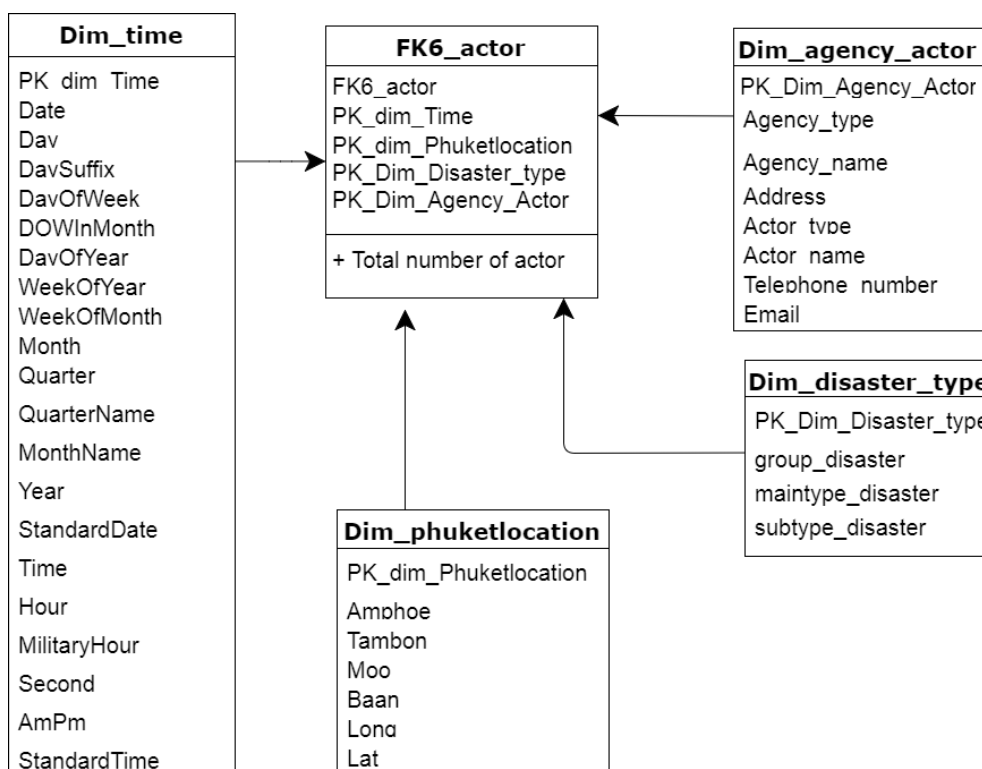 Dim_time
PK dim Time
Date
Day
DaySuffix
DayOfWeek
DOWInMonth
DayOfYear
WeekOfYear
WeekOfMonth
Month
Quarter
QuarterName
MonthName
Year
StandardDate
Time
Hour
MilitaryHour
Second
AmPm
StandardTime
FK6_actor
FK6_actor
PK_dim_Time
PK_dim_Phuketlocation
PK_Dim_Disaster_type
PK_Dim_Agency_Actor
+ Total number of actor
Dim_agency_actor
PK_Dim_Agency_Actor
Agency_type
Agency_name
Address
Actor type
Actor name
Telephone number
Email
Dim_disaster_type
PK_Dim_Disaster_type
group_disaster
maintype_disaster
subtype_disaster
Dim_phuketlocation
PK_dim_Phuketlocation
Amphoe
Tambon
Moo
Baan
Long
Lat